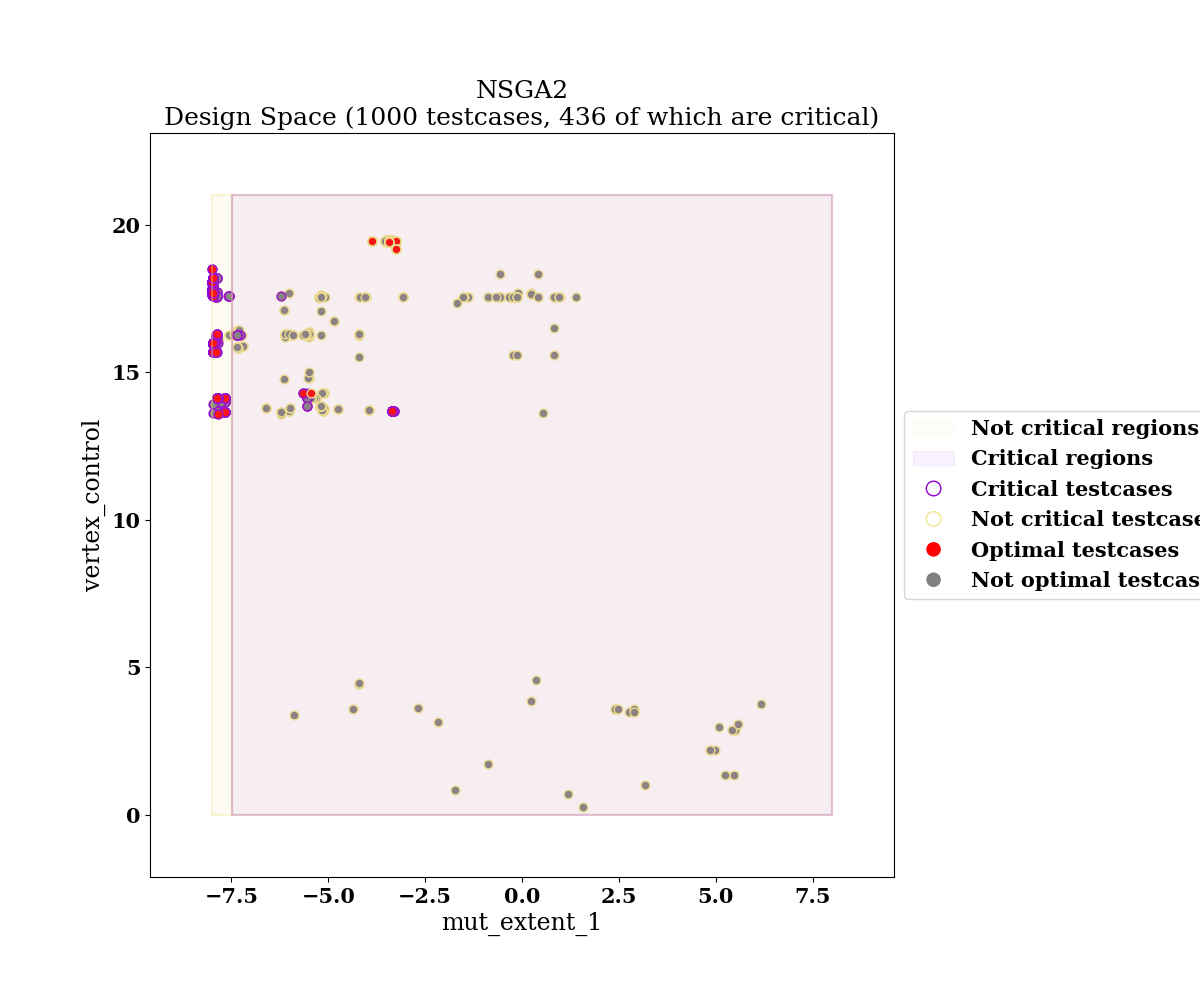 NSGA2
Design Space (1000 testcases, 436 of which are critical)
vertex_control
20
15
10
5
0
−7.5
−5.0
−2.5
0.0
2.5
5.0
7.5
mut_extent_1
Not critical regions
Critical regions
Critical testcases
Not critical testcase
Optimal testcases
Not optimal testcas